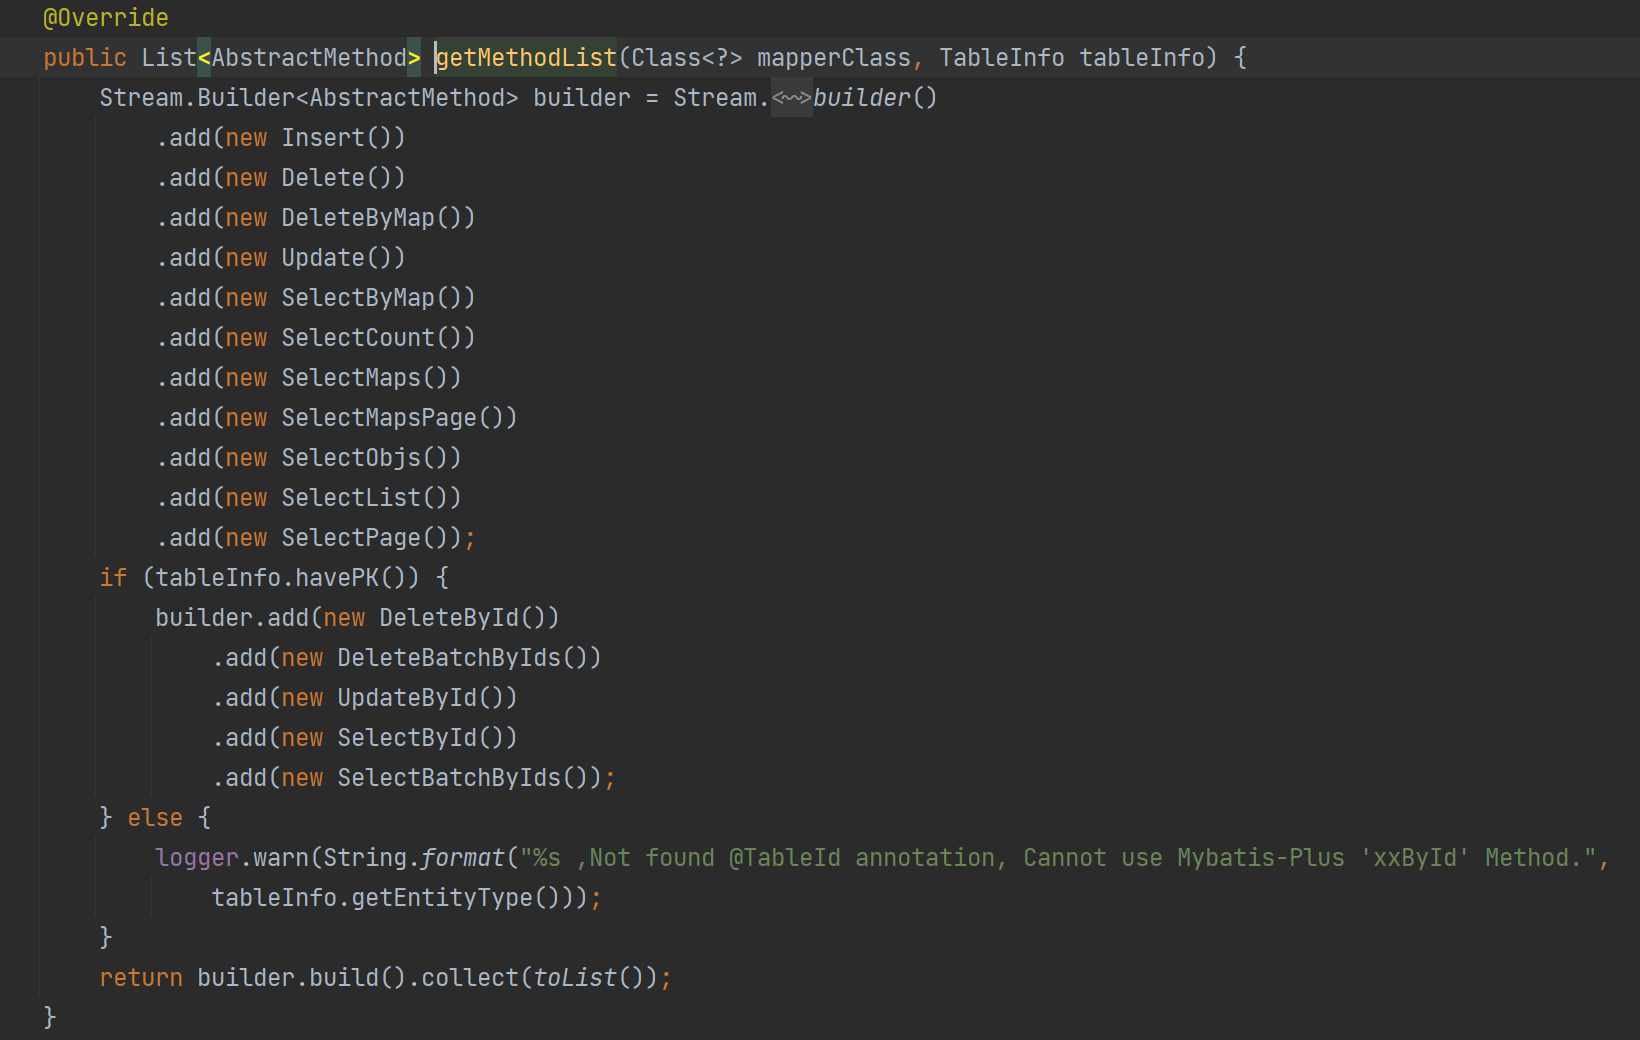 @Override
public List<AbstractMethod> getMethodList(Class<?> mapperClass, TableInfo tableInfo) {
    Stream.Builder<AbstractMethod> builder = Stream.<~>builder()
        .add(new Insert())
        .add(new Delete())
        .add(new DeleteByMap())
        .add(new Update())
        .add(new SelectByMap())
        .add(new SelectCount())
        .add(new SelectMaps())
        .add(new SelectMapsPage())
        .add(new SelectObjs())
        .add(new SelectList())
        .add(new SelectPage());
    if (tableInfo.havePK()) {
        builder.add(new DeleteById())
            .add(new DeleteBatchByIds())
            .add(new UpdateById())
            .add(new SelectById())
            .add(new SelectBatchByIds());
    } else {
        logger.warn(String.format("%s ,Not found @TableId annotation, Cannot use Mybatis-Plus 'xxById' Method.",
            tableInfo.getEntityType()));
    }
    return builder.build().collect(toList());
}